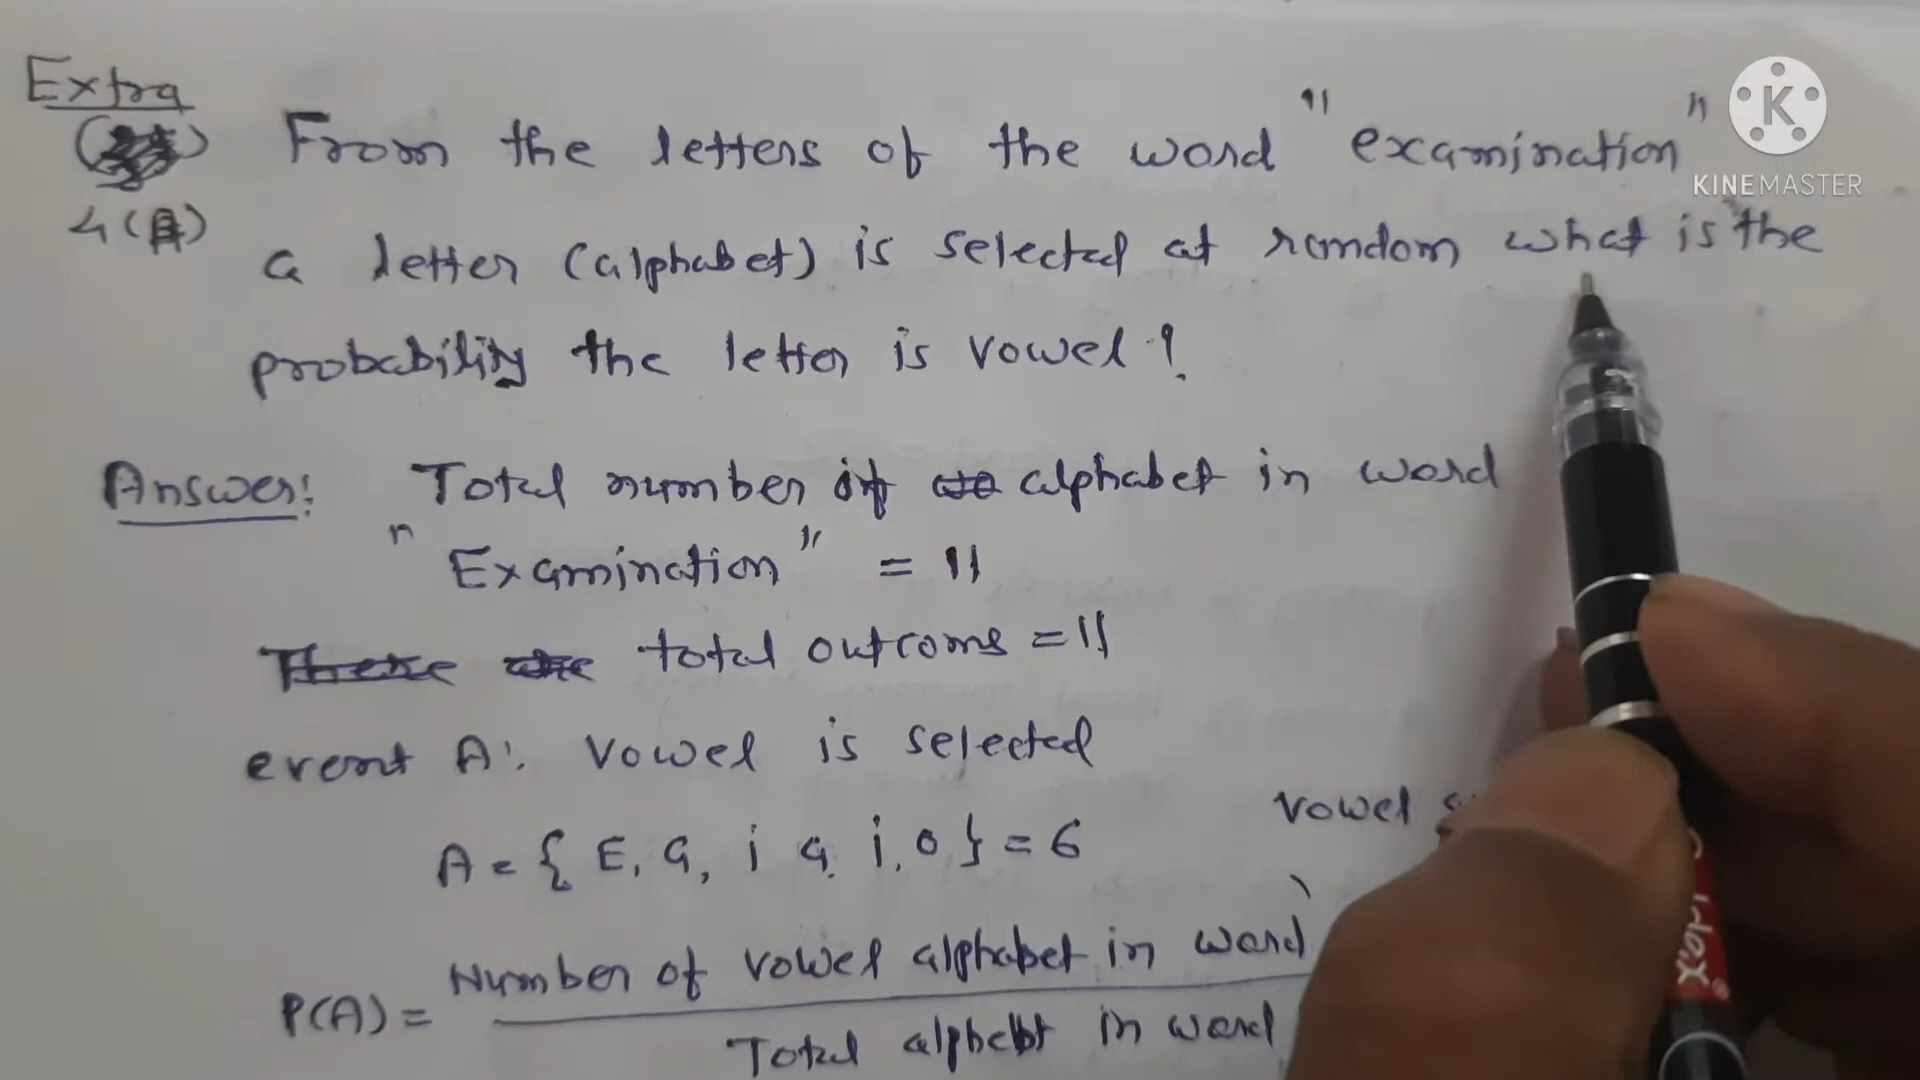 Extra
From the letters of the word "examination"
4(A)
a letter (alphabet) is selected at random what is the
probability the letter is vowel?
Answer: Total number of alphabet in word
"Examination" = 11
total outcoms = 11
event A: Vowel is selected
A = { E, a, i a, i, o } = 6
vowel
P(A) = Number of vowel alphabet in word
Total alphabet in word
K
KINEMASTER